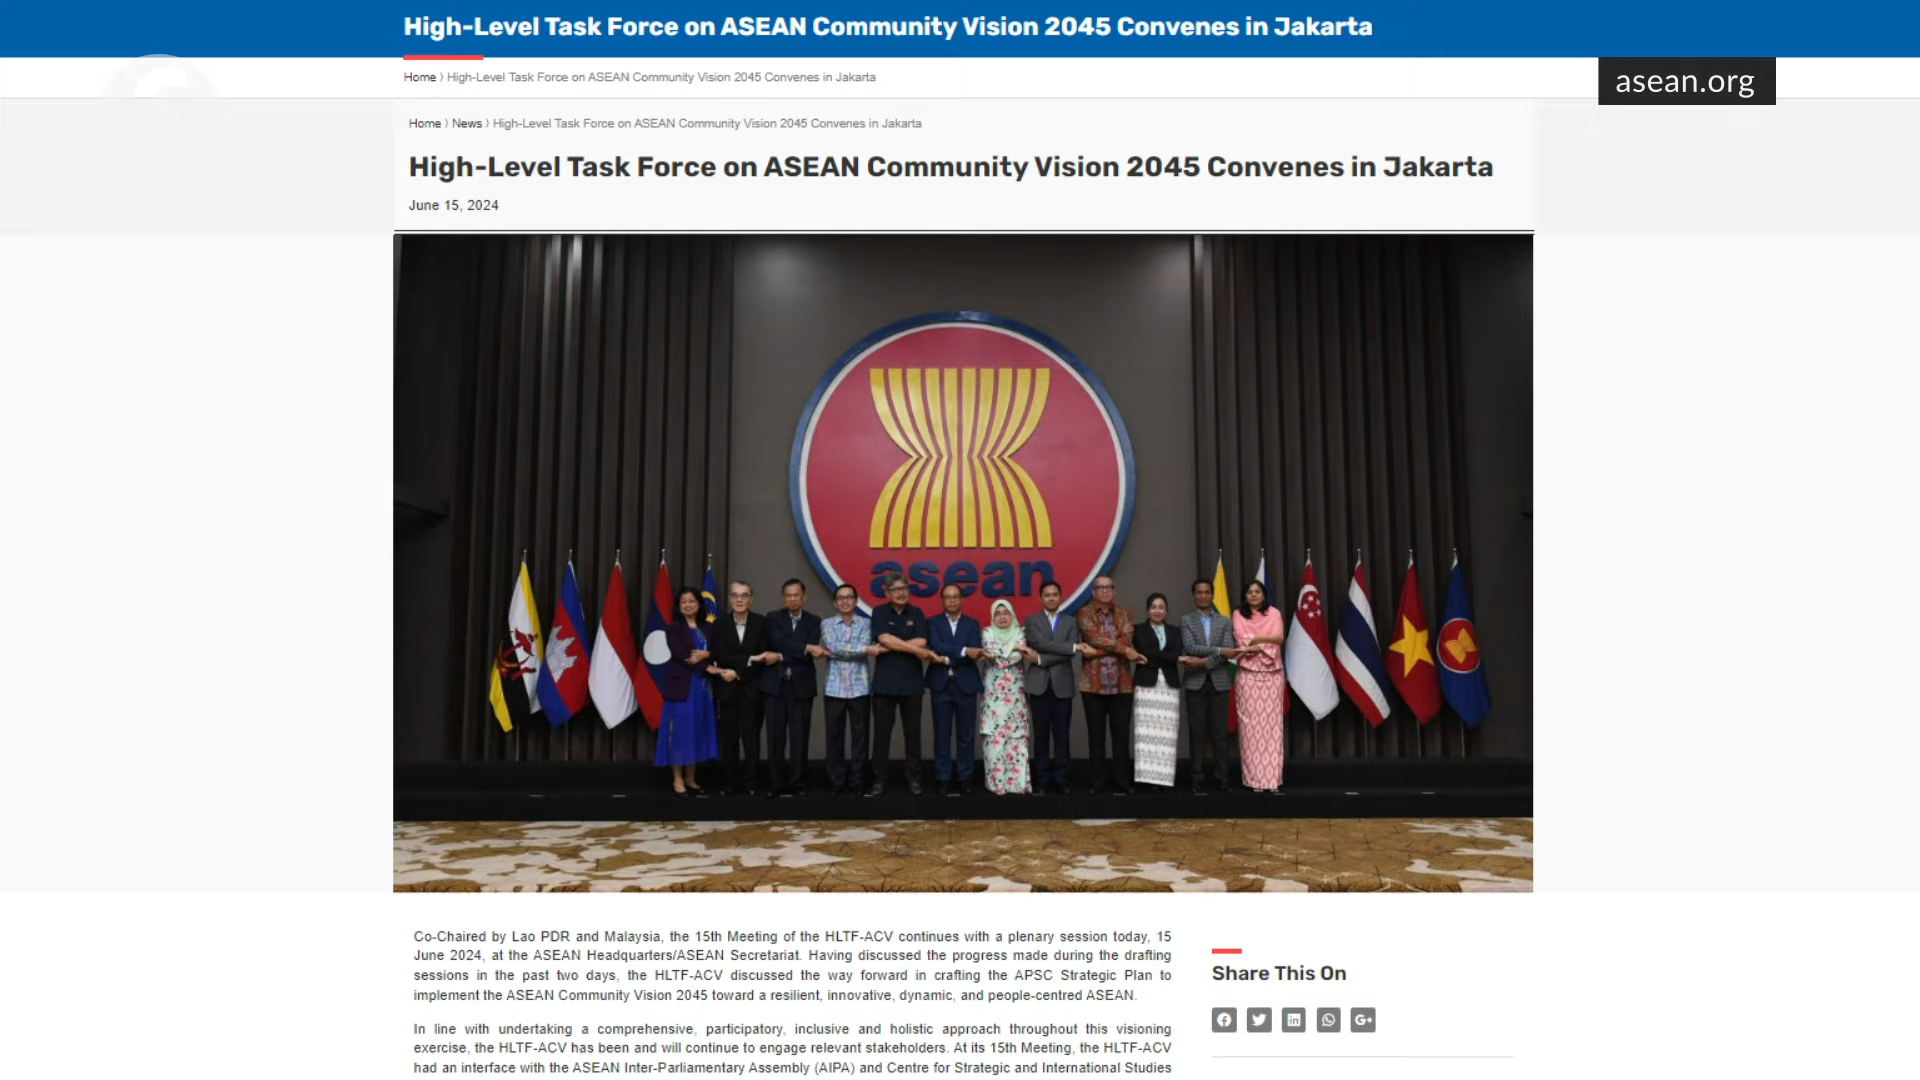 High-Level Task Force on ASEAN Community Vision 2045 Convenes in Jakarta
Home ⟩ High-Level Task Force on ASEAN Community Vision 2045 Convenes in Jakarta
asean.org
Home ⟩ News ⟩ High-Level Task Force on ASEAN Community Vision 2045 Convenes in Jakarta
High-Level Task Force on ASEAN Community Vision 2045 Convenes in Jakarta
June 15, 2024
asean
Co-Chaired by Lao PDR and Malaysia, the 15th Meeting of the HLTF-ACV continues with a plenary session today, 15
June 2024, at the ASEAN Headquarters/ASEAN Secretariat. Having discussed the progress made during the drafting
sessions in the past two days, the HLTF-ACV discussed the way forward in crafting the APSC Strategic Plan to
implement the ASEAN Community Vision 2045 toward a resilient, innovative, dynamic, and people-centred ASEAN.
In line with undertaking a comprehensive, participatory, inclusive and holistic approach throughout this visioning
exercise, the HLTF-ACV has been and will continue to engage relevant stakeholders. At its 15th Meeting, the HLTF-ACV
had an interface with the ASEAN Inter-Parliamentary Assembly (AIPA) and Centre for Strategic and International Studies
Share This On